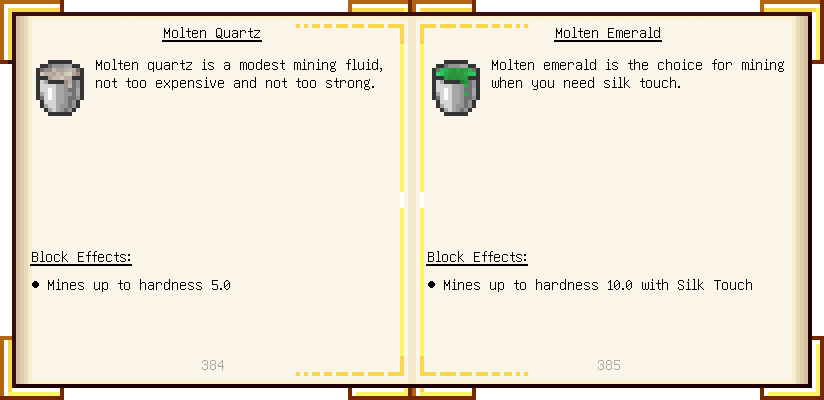 Molten Quartz
Molten quartz is a modest mining fluid,
not too expensive and not too strong.
Block Effects:
● Mines up to hardness 5.0
384
Molten Emerald
Molten emerald is the choice for mining
when you need silk touch.
Block Effects:
● Mines up to hardness 10.0 with Silk Touch
385